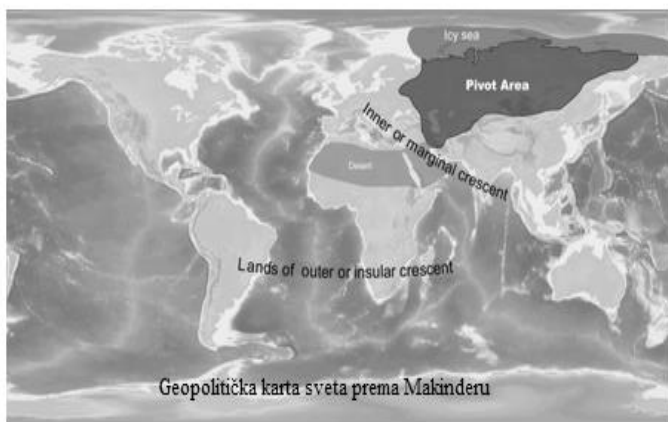 Icy sea
Pivot Area
Inner or marginal crescent
Desert
Lands of outer or insular crescent
Geopolitička karta sveta prema Makinderu